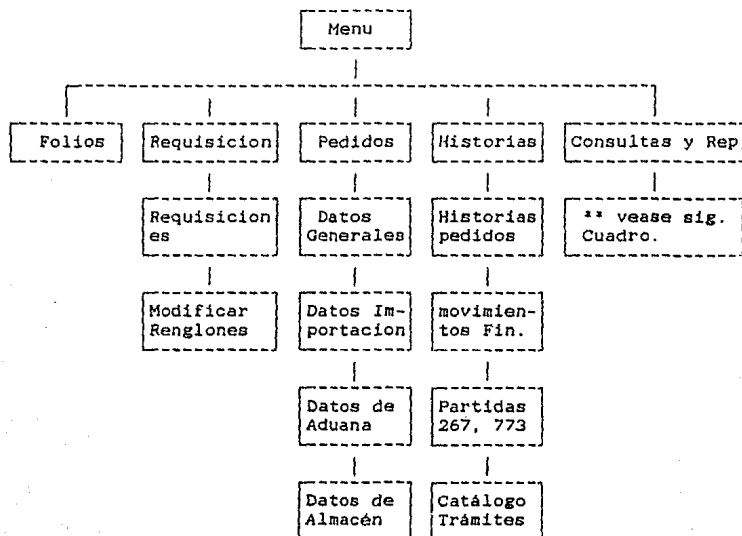 Menu
Folios
Requisicion
Pedidos
Historias
Consultas y Rep
Requisicion
es
Datos
Generales
Historias
pedidos
** vease sig.
Cuadro.
Modificar
Renglones
Datos Im-
portacion
movimien-
tos Fin.
Datos de
Aduana
Partidas
267, 773
Datos de
Almacén
Catálogo
Trámites